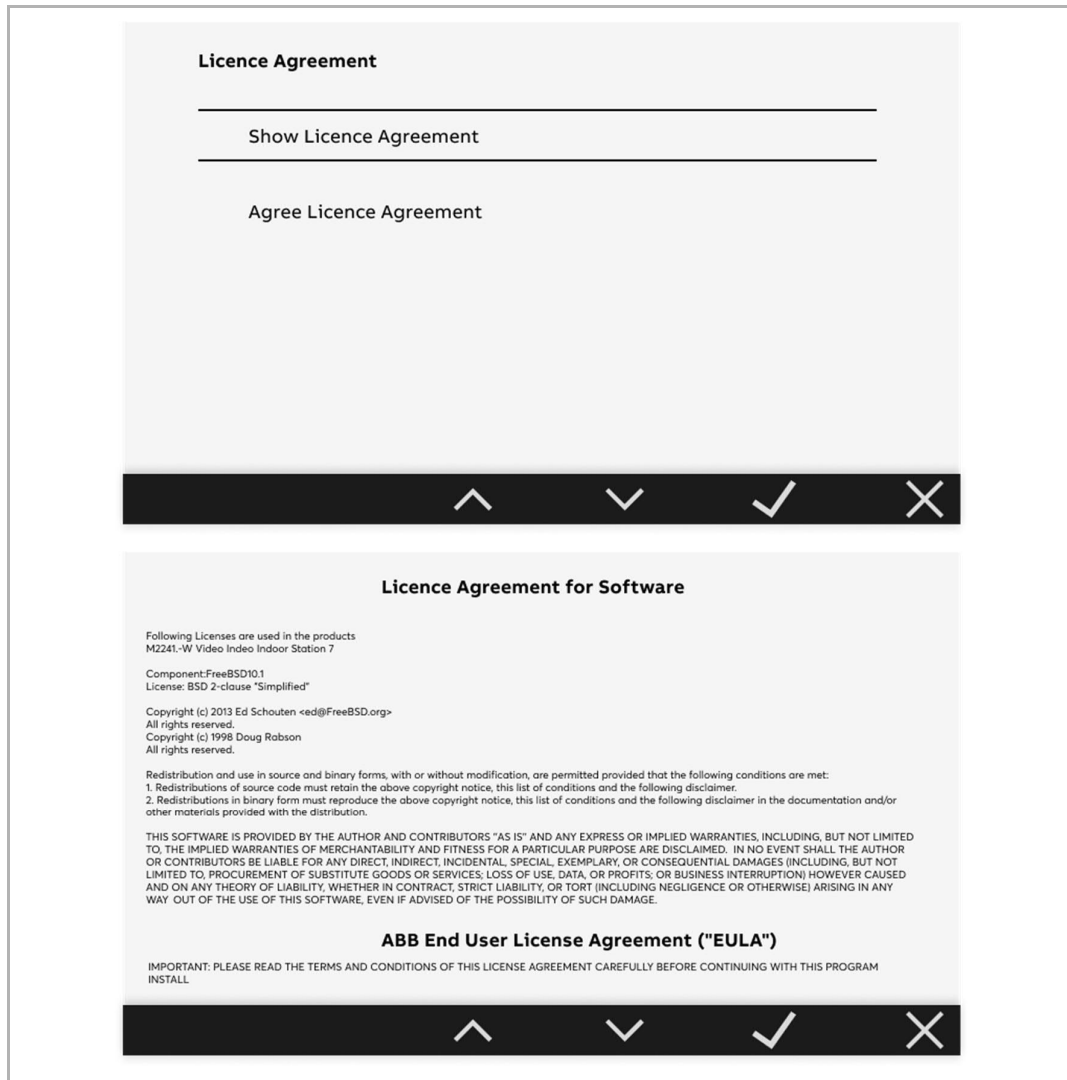 Licence Agreement
Show Licence Agreement
Agree Licence Agreement
Licence Agreement for Software
Following Licenses are used in the products
M2241.-W Video Indeo Indoor Station 7
Component:FreeBSD10.1
License: BSD 2-clause "Simplified"
Copyright (c) 2013 Ed Schouten <ed@FreeBSD.org>
All rights reserved.
Copyright (c) 1998 Doug Rabson
All rights reserved.
Redistribution and use in source and binary forms, with or without modification, are permitted provided that the following conditions are met:
1. Redistributions of source code must retain the above copyright notice, this list of conditions and the following disclaimer.
2. Redistributions in binary form must reproduce the above copyright notice, this list of conditions and the following disclaimer in the documentation and/or
other materials provided with the distribution.
THIS SOFTWARE IS PROVIDED BY THE AUTHOR AND CONTRIBUTORS "AS IS" AND ANY EXPRESS OR IMPLIED WARRANTIES, INCLUDING, BUT NOT LIMITED
TO, THE IMPLIED WARRANTIES OF MERCHANTABILITY AND FITNESS FOR A PARTICULAR PURPOSE ARE DISCLAIMED. IN NO EVENT SHALL THE AUTHOR
OR CONTRIBUTORS BE LIABLE FOR ANY DIRECT, INDIRECT, INCIDENTAL, SPECIAL, EXEMPLARY, OR CONSEQUENTIAL DAMAGES (INCLUDING, BUT NOT
LIMITED TO, PROCUREMENT OF SUBSTITUTE GOODS OR SERVICES; LOSS OF USE, DATA, OR PROFITS; OR BUSINESS INTERRUPTION) HOWEVER CAUSED
AND ON ANY THEORY OF LIABILITY, WHETHER IN CONTRACT, STRICT LIABILITY, OR TORT (INCLUDING NEGLIGENCE OR OTHERWISE) ARISING IN ANY
WAY OUT OF THE USE OF THIS SOFTWARE, EVEN IF ADVISED OF THE POSSIBILITY OF SUCH DAMAGE.
ABB End User License Agreement ("EULA")
IMPORTANT: PLEASE READ THE TERMS AND CONDITIONS OF THIS LICENSE AGREEMENT CAREFULLY BEFORE CONTINUING WITH THIS PROGRAM
INSTALL